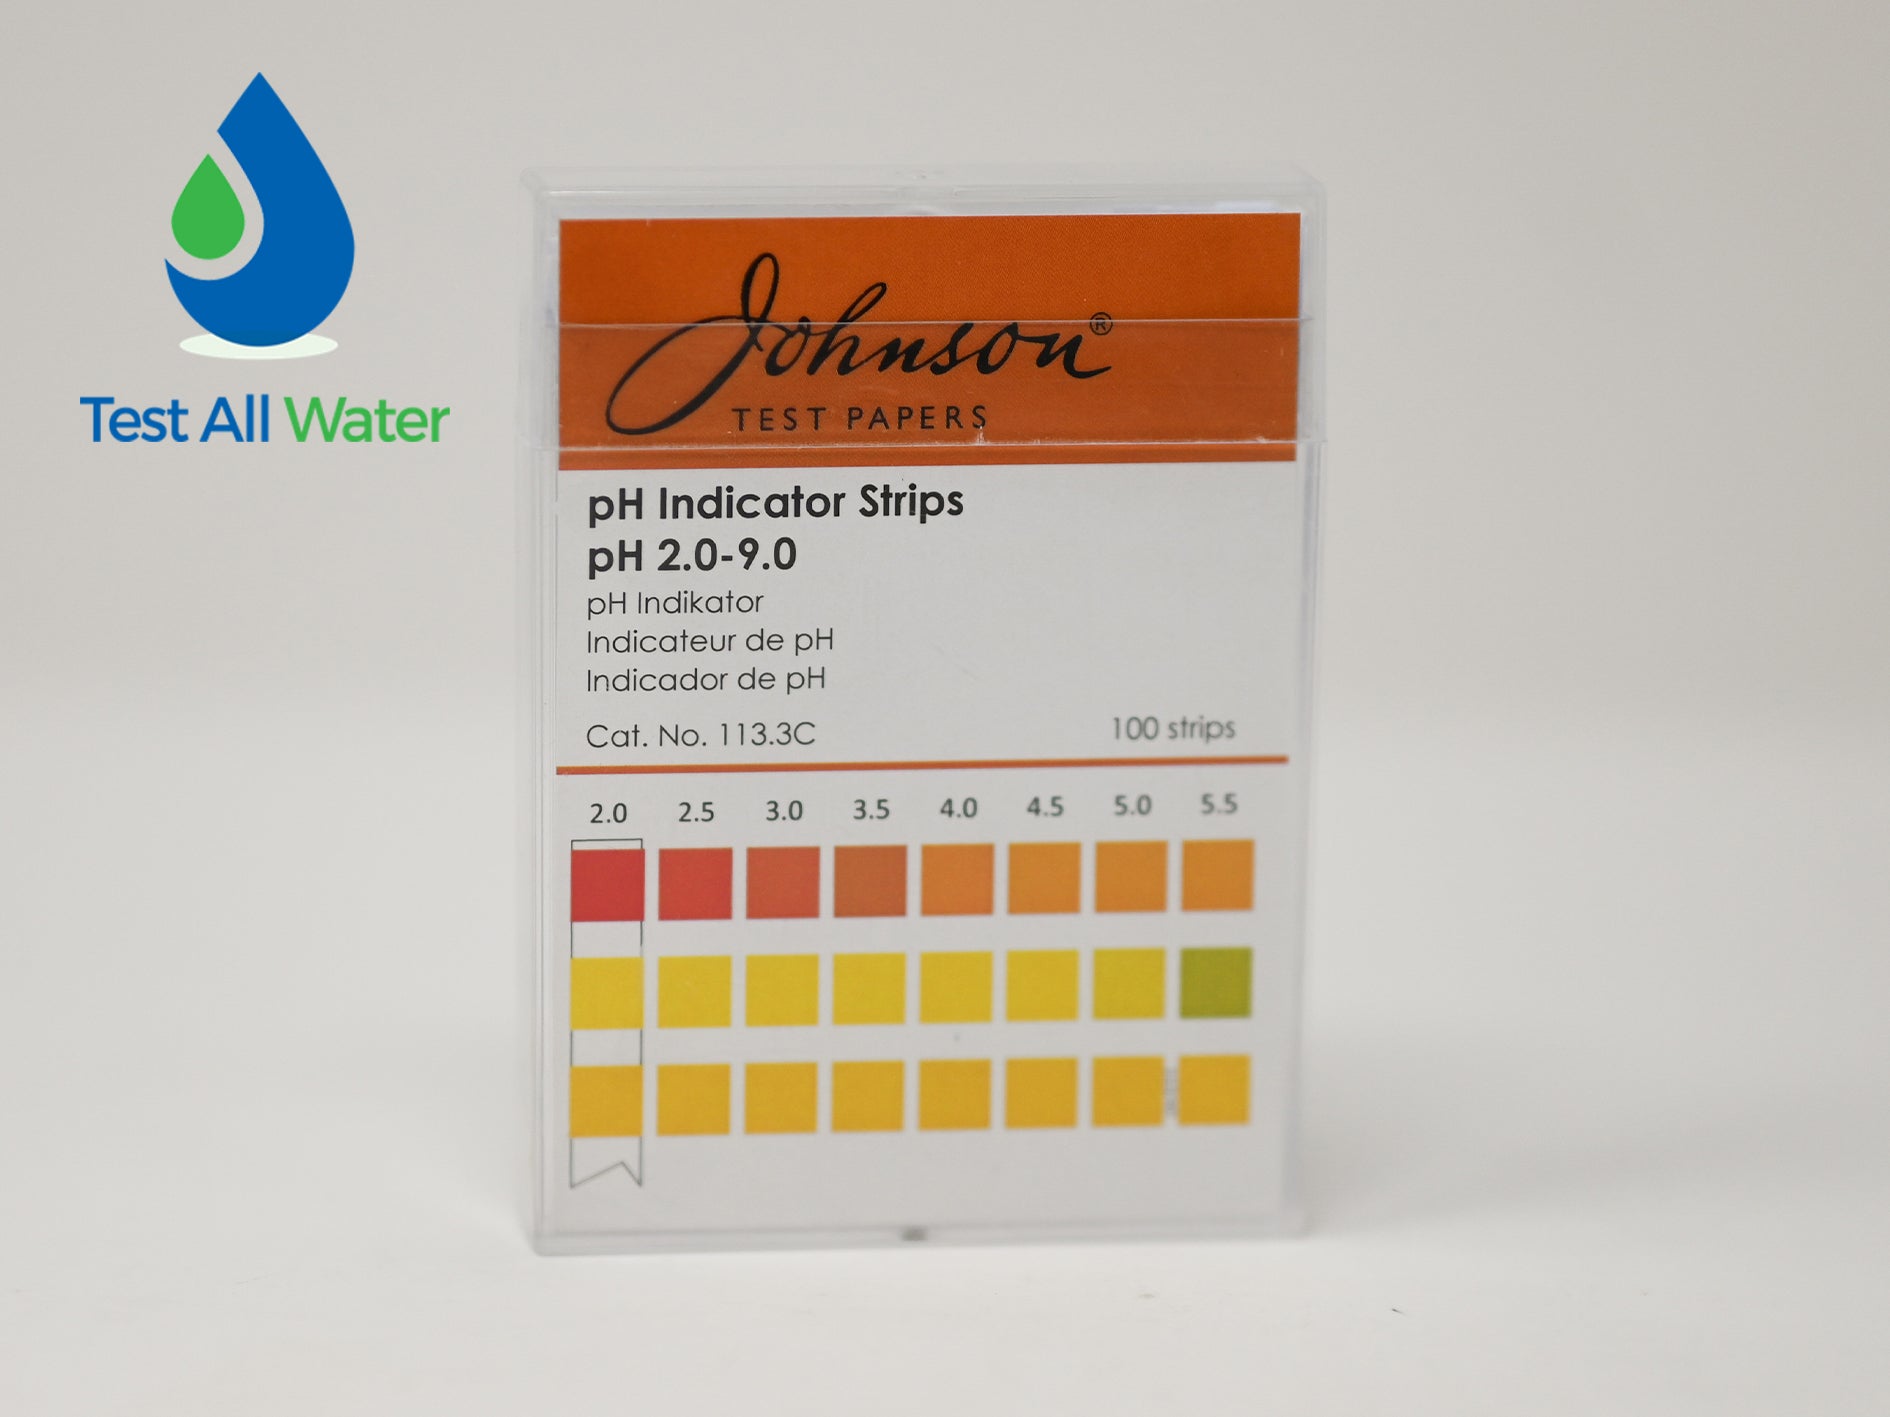 Test All Water
Johnson®
TEST PAPERS
pH Indicator Strips
pH 2.0-9.0
pH Indikator
Indicateur de pH
Indicador de pH
Cat. No. 113.3C 100 strips
2.0 2.5 3.0 3.5 4.0 4.5 5.0 5.5